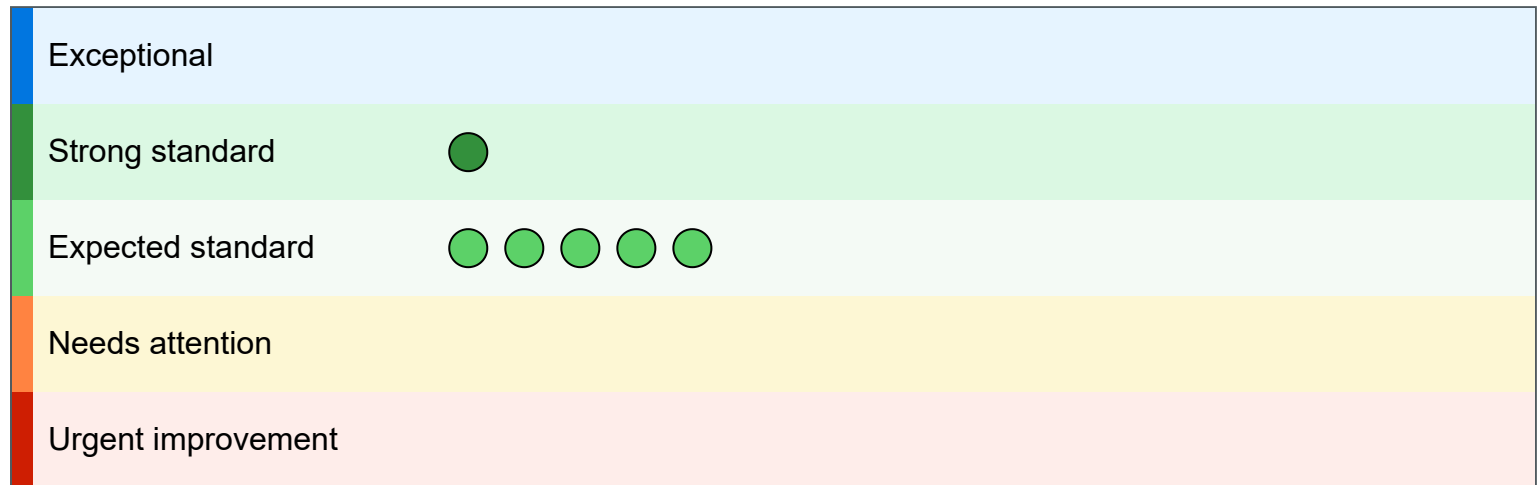 Exceptional
Strong standard
Expected standard
Needs attention
Urgent improvement